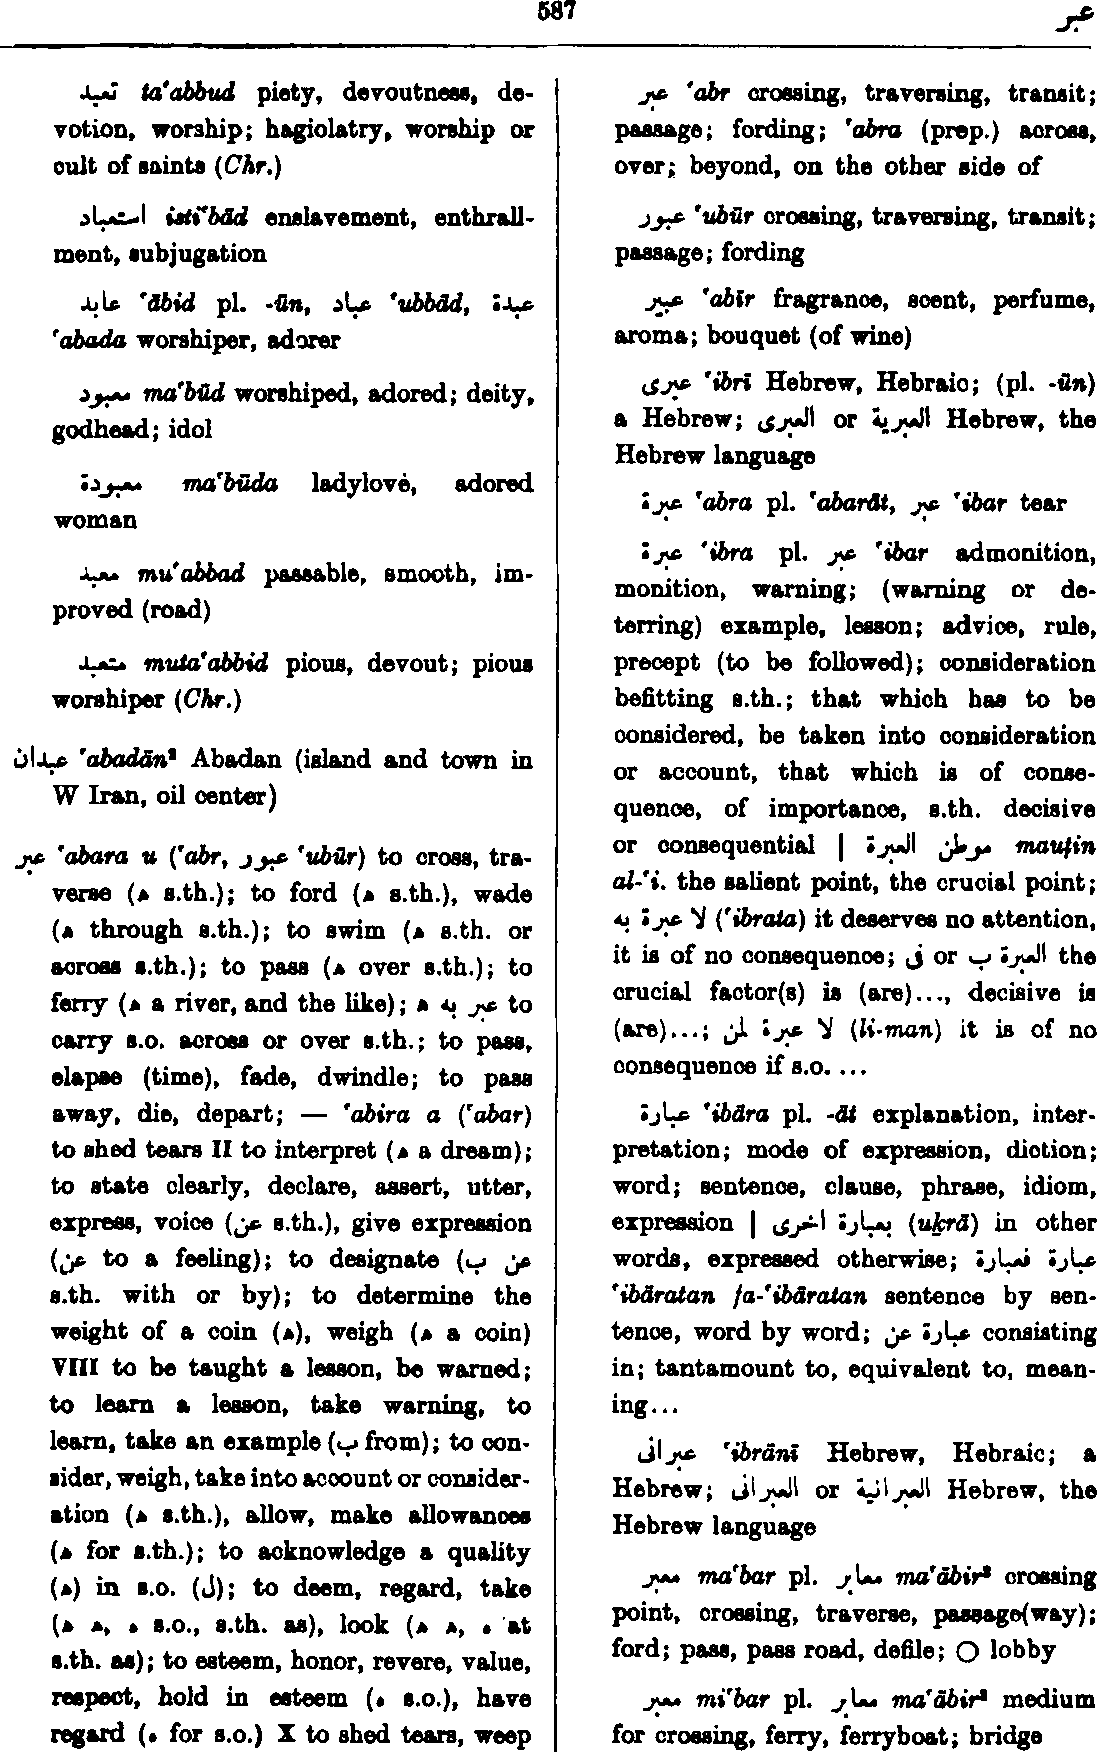 587
عبر
تعبد ta‘abbud piety, devoutness, de-
votion, worship; hagiolatry, worship or
cult of saints (Chr.)
استعباد isti‘bād enslavement, enthrall-
ment, subjugation
عابد ‘ābid pl. -ūn, عباد ‘ubbād, عبدة
‘abada worshiper, adorer
معبود ma‘būd worshiped, adored; deity,
godhead; idol
معبودة ma‘būda ladylove, adored
woman
معبد mu‘abbad passable, smooth, im-
proved (road)
متعبد muta‘abbid pious, devout; pious
worshiper (Chr.)
عبدان ‘abadān² Abadan (island and town in
W Iran, oil center)
عبر ‘abara u (‘abr, عبور ‘ubūr) to cross, tra-
verse (ه s.th.); to ford (ه s.th.), wade
(ه through s.th.); to swim (ه s.th. or
across s.th.); to pass (ه over s.th.); to
ferry (ه a river, and the like); عبر به ه to
carry s.o. across or over s.th.; to pass,
elapse (time), fade, dwindle; to pass
away, die, depart; — ‘abira a (‘abar)
to shed tears II to interpret (ه a dream);
to state clearly, declare, assert, utter,
express, voice (عن s.th.), give expression
(عن to a feeling); to designate (عن ب
s.th. with or by); to determine the
weight of a coin (ه), weigh (ه a coin)
VIII to be taught a lesson, be warned;
to learn a lesson, take warning, to
learn, take an example (ب from); to con-
sider, weigh, take into account or consider-
ation (ه s.th.), allow, make allowances
(ه for s.th.); to acknowledge a quality
(ه) in s.o. (ل); to deem, regard, take
(ه ه, ه s.o., s.th. as), look (ه ه, ه at
s.th. as); to esteem, honor, revere, value,
respect, hold in esteem (ه s.o.), have
regard (ه for s.o.) X to shed tears, weep
عبر ‘abr crossing, traversing, transit;
passage; fording; ‘abra (prep.) across,
over; beyond, on the other side of
عبور ‘ubūr crossing, traversing, transit;
passage; fording
عبير ‘abīr fragrance, scent, perfume,
aroma; bouquet (of wine)
عبرى ‘ibrī Hebrew, Hebraic; (pl. -ūn)
a Hebrew; العبرى or العبرية Hebrew, the
Hebrew language
عبرة ‘abra pl. ‘abarāt, عبر ‘ibar tear
عبرة ‘ibra pl. عبر ‘ibar admonition,
monition, warning; (warning or de-
terring) example, lesson; advice, rule,
precept (to be followed); consideration
befitting s.th.; that which has to be
considered, be taken into consideration
or account, that which is of conse-
quence, of importance, s.th. decisive
or consequential | موطن العبرة mauṭin
al-‘i. the salient point, the crucial point;
لا عبرة به (‘ibrata) it deserves no attention,
it is of no consequence; العبرة ب or فى the
crucial factor(s) is (are)..., decisive is
(are)...; لا عبرة لمن (li-man) it is of no
consequence if s.o. ...
عبارة ‘ibāra pl. -āt explanation, inter-
pretation; mode of expression, diction;
word; sentence, clause, phrase, idiom,
expression | بعبارة اخرى (uḵrā) in other
words, expressed otherwise; عبارة فعبارة
‘ibāratan fa-‘ibāratan sentence by sen-
tence, word by word; عبارة عن consisting
in; tantamount to, equivalent to, mean-
ing...
عبرانى ‘ibrānī Hebrew, Hebraic; a
Hebrew; العبرانى or العبرانية Hebrew, the
Hebrew language
معبر ma‘bar pl. معابر ma‘ābir² crossing
point, crossing, traverse, passage(way);
ford; pass, pass road, defile; ○ lobby
معبر mi‘bar pl. معابر ma‘ābir² medium
for crossing, ferry, ferryboat; bridge